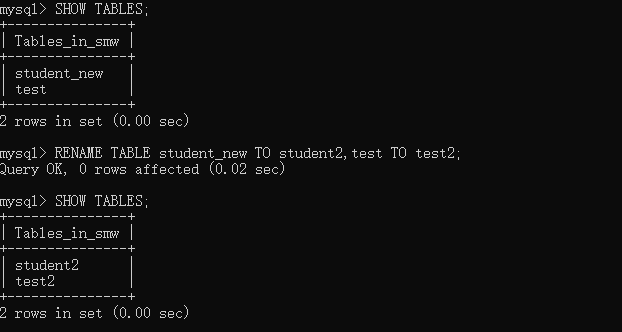 mysql> SHOW TABLES;
+---------------+
| Tables_in_smw |
+---------------+
| student_new   |
| test          |
+---------------+
2 rows in set (0.00 sec)
mysql> RENAME TABLE student_new TO student2,test TO test2;
Query OK, 0 rows affected (0.02 sec)
mysql> SHOW TABLES;
+---------------+
| Tables_in_smw |
+---------------+
| student2      |
| test2         |
+---------------+
2 rows in set (0.00 sec)